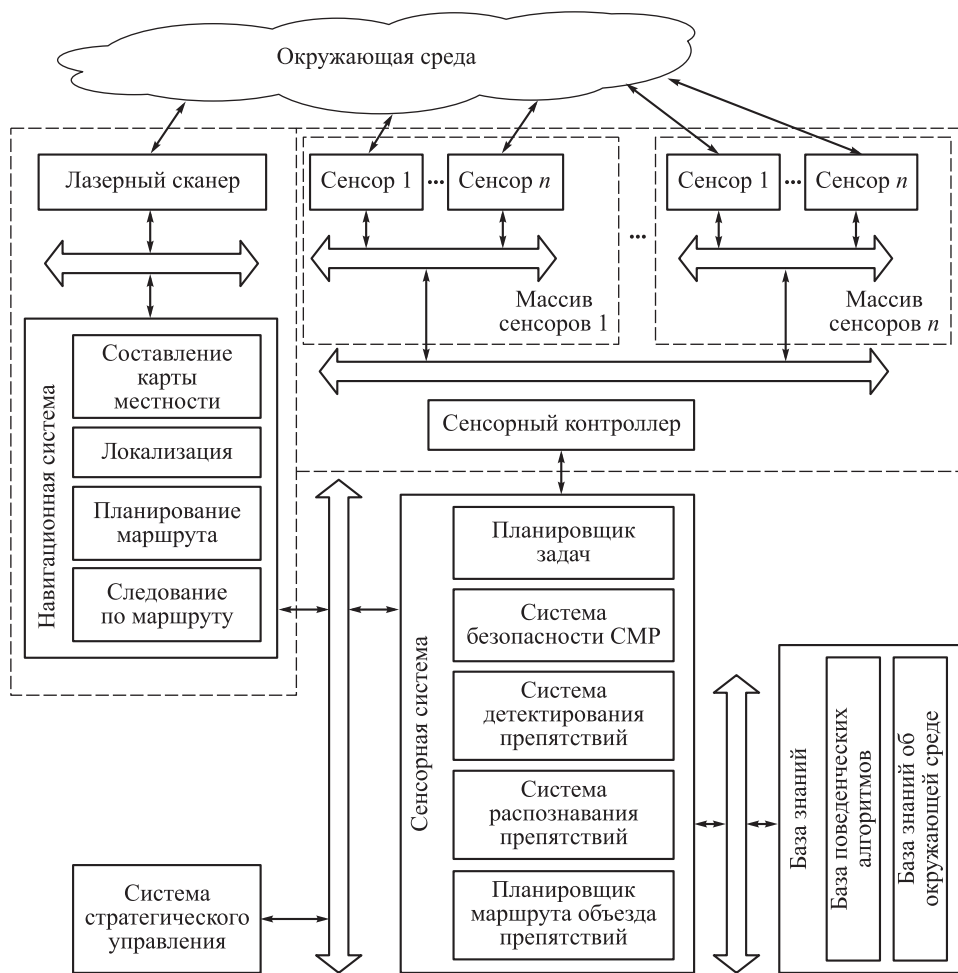 Окружающая среда
Лазерный сканер
Сенсор 1
...
Сенсор n
Массив
сенсоров 1
...
Сенсор 1
...
Сенсор n
Массив
сенсоров n
Навигационная система
Составление
карты
местности
Локализация
Планирование
маршрута
Следование
по маршруту
Сенсорный контроллер
Сенсорная система
Планировщик
задач
Система
безопасности СМР
Система
детектирования
препятствий
Система
распознавания
препятствий
Планировщик
маршрута объезда
препятствий
База знаний
База поведенческих
алгоритмов
База знаний об
окружающей среде
Система
стратегического
управления